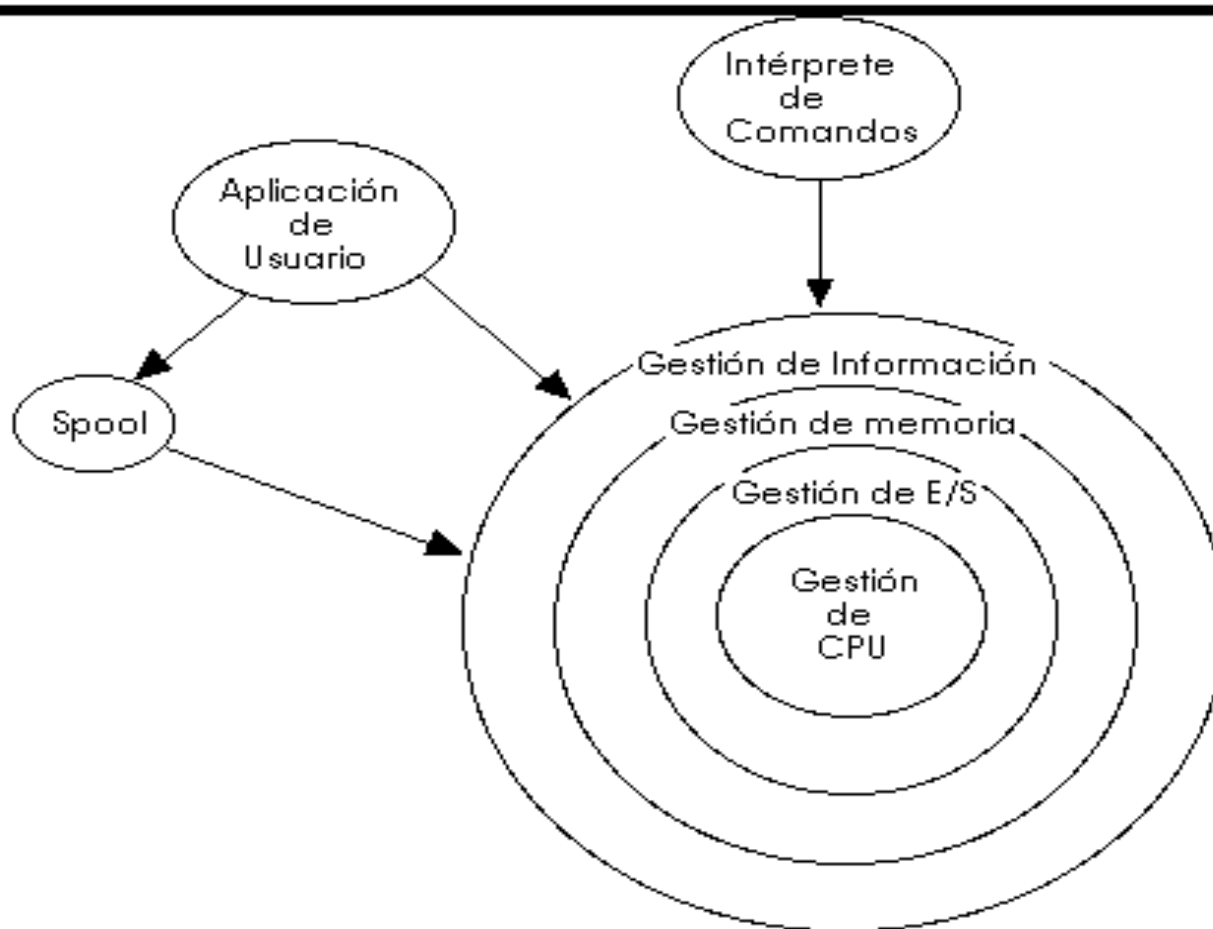 Intérprete
de
Comandos
Aplicación
de
Usuario
Spool
Gestión de Información
Gestión de memoria
Gestión de E/S
Gestión
de
CPU